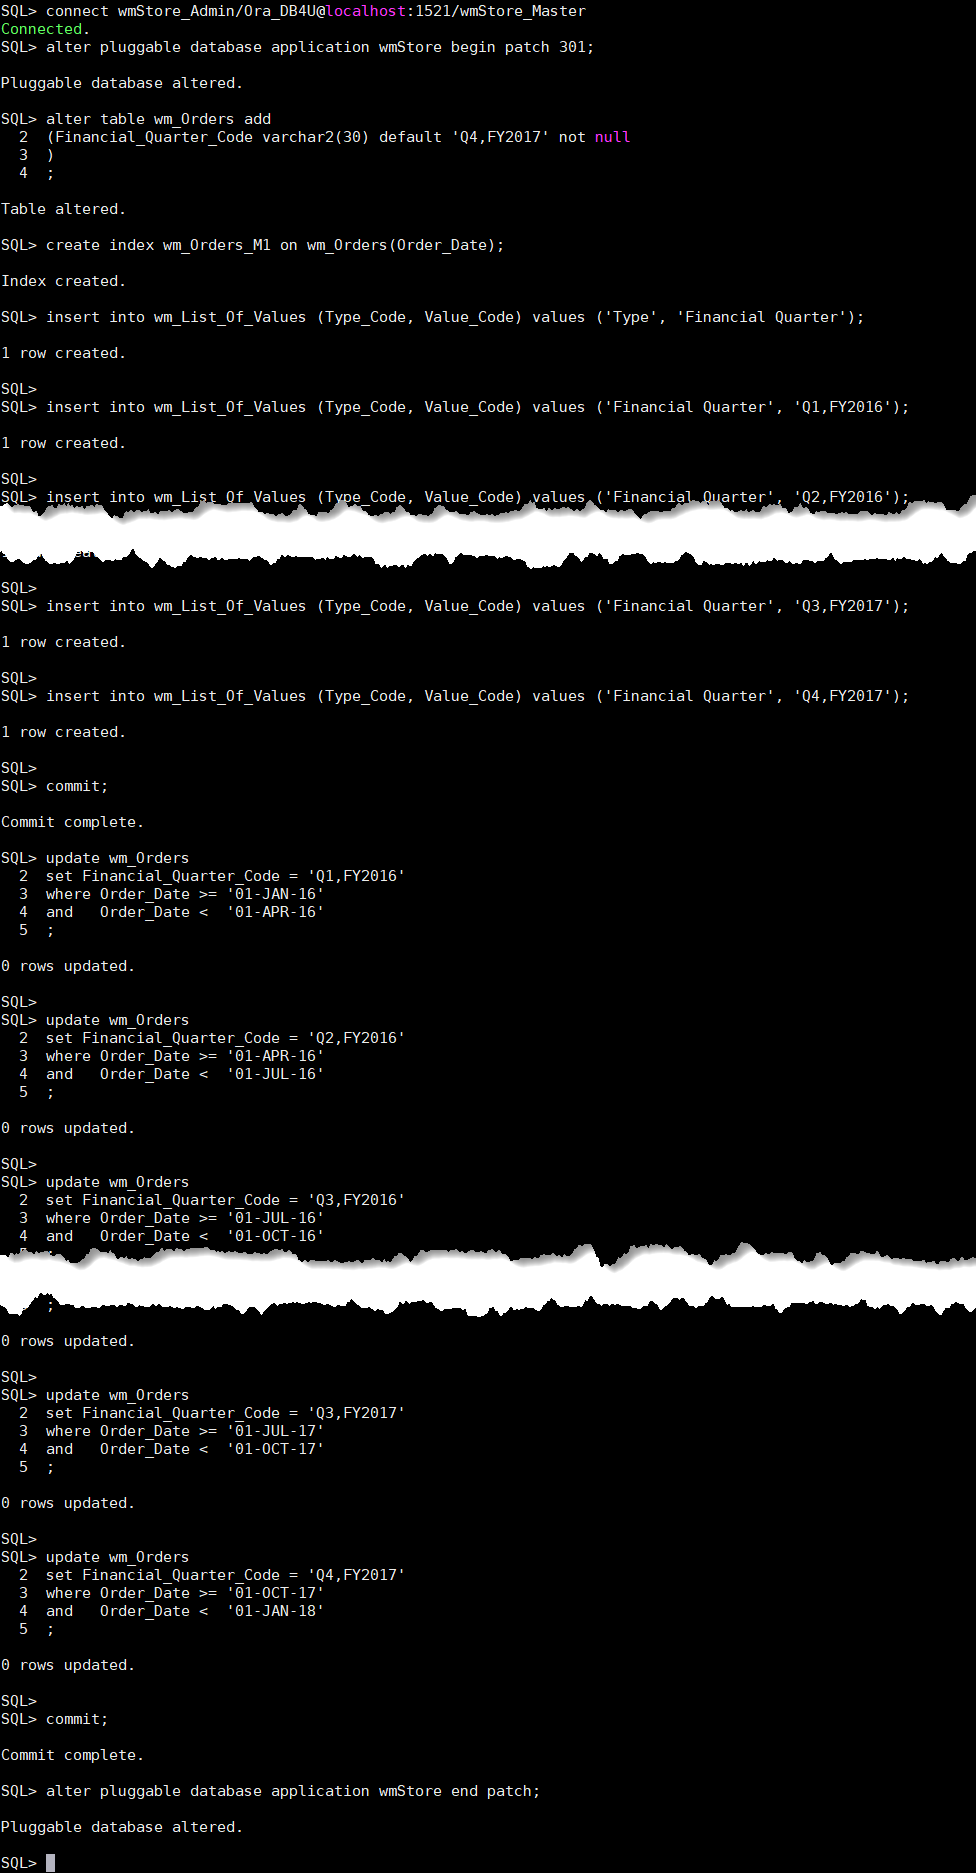 SQL> connect wmStore_Admin/Ora_DB4U@localhost:1521/wmStore_Master
Connected.
SQL> alter pluggable database application wmStore begin patch 301;
Pluggable database altered.
SQL> alter table wm_Orders add
  2  (Financial_Quarter_Code varchar2(30) default 'Q4,FY2017' not null
  3  )
  4  ;
Table altered.
SQL> create index wm_Orders_M1 on wm_Orders(Order_Date);
Index created.
SQL> insert into wm_List_Of_Values (Type_Code, Value_Code) values ('Type', 'Financial Quarter');
1 row created.
SQL>
SQL> insert into wm_List_Of_Values (Type_Code, Value_Code) values ('Financial Quarter', 'Q1,FY2016');
1 row created.
SQL>
SQL> insert into wm_List_Of_Values (Type_Code, Value_Code) values ('Financial Quarter', 'Q2,FY2016');
SQL>
SQL> insert into wm_List_Of_Values (Type_Code, Value_Code) values ('Financial Quarter', 'Q3,FY2017');
1 row created.
SQL>
SQL> insert into wm_List_Of_Values (Type_Code, Value_Code) values ('Financial Quarter', 'Q4,FY2017');
1 row created.
SQL>
SQL> commit;
Commit complete.
SQL> update wm_Orders
  2  set Financial_Quarter_Code = 'Q1,FY2016'
  3  where Order_Date >= '01-JAN-16'
  4  and   Order_Date <  '01-APR-16'
  5  ;
0 rows updated.
SQL>
SQL> update wm_Orders
  2  set Financial_Quarter_Code = 'Q2,FY2016'
  3  where Order_Date >= '01-APR-16'
  4  and   Order_Date <  '01-JUL-16'
  5  ;
0 rows updated.
SQL>
SQL> update wm_Orders
  2  set Financial_Quarter_Code = 'Q3,FY2016'
  3  where Order_Date >= '01-JUL-16'
  4  and   Order_Date <  '01-OCT-16'
;
0 rows updated.
SQL>
SQL> update wm_Orders
  2  set Financial_Quarter_Code = 'Q3,FY2017'
  3  where Order_Date >= '01-JUL-17'
  4  and   Order_Date <  '01-OCT-17'
  5  ;
0 rows updated.
SQL>
SQL> update wm_Orders
  2  set Financial_Quarter_Code = 'Q4,FY2017'
  3  where Order_Date >= '01-OCT-17'
  4  and   Order_Date <  '01-JAN-18'
  5  ;
0 rows updated.
SQL>
SQL> commit;
Commit complete.
SQL> alter pluggable database application wmStore end patch;
Pluggable database altered.
SQL>